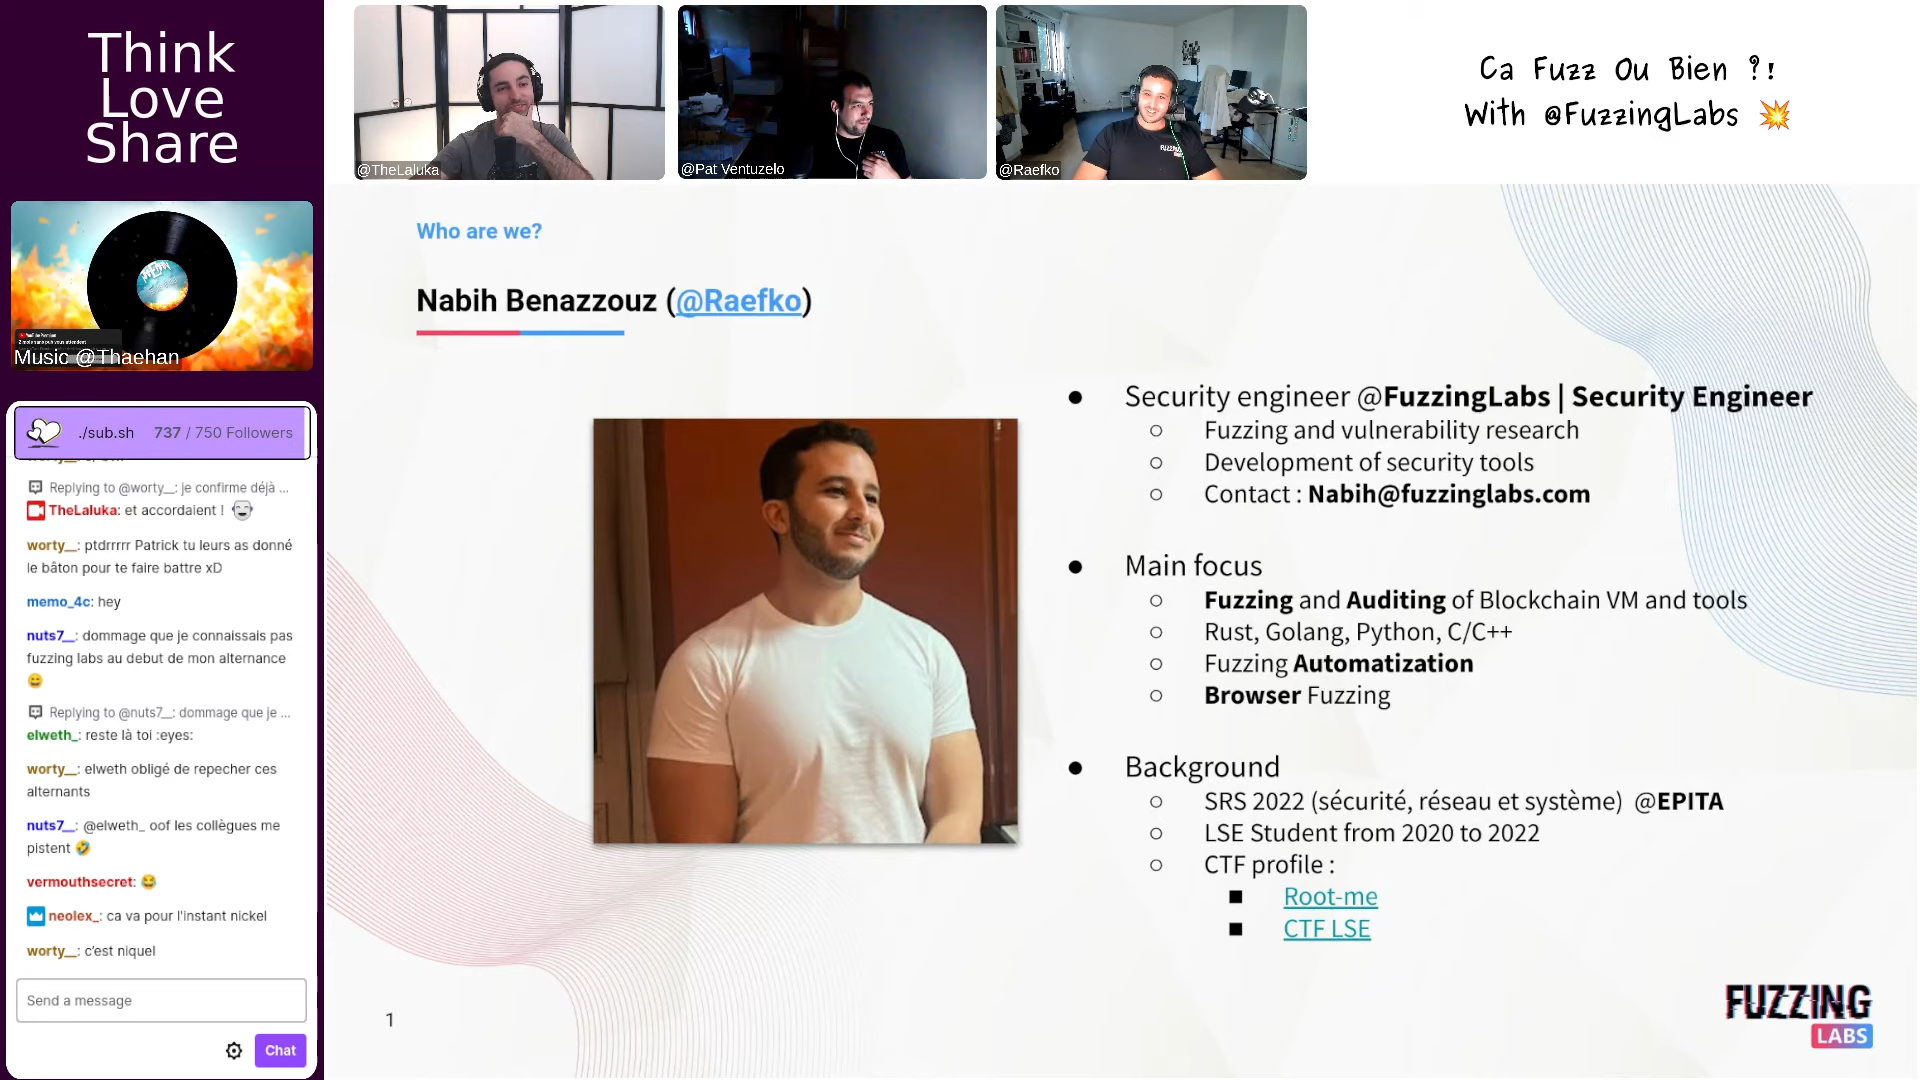 Think
Love
Share
@TheLaluka
@Pat Ventuzelo
@Raefko
Ca Fuzz Ou Bien ?!
With @FuzzingLabs 💥
Music @Thaehan
./sub.sh 737 / 750 Followers
Replying to @worty__: je confirme déjà ...
TheLaluka: et accordaient !
worty__: ptdrrrrr Patrick tu leurs as donné
le bâton pour te faire battre xD
memo_4c: hey
nuts7__: dommage que je connaissais pas
fuzzing labs au debut de mon alternance
😄
Replying to @nuts7__: dommage que je ...
elweth_: reste là toi :eyes:
worty__: elweth obligé de repecher ces
alternants
nuts7__: @elweth_ oof les collègues me
pistent 🤣
vermouthsecret: 😂
neolex_: ca va pour l'instant nickel
worty__: c'est niquel
Send a message
Chat
Who are we?
Nabih Benazzouz (@Raefko)
● Security engineer @FuzzingLabs | Security Engineer
○ Fuzzing and vulnerability research
○ Development of security tools
○ Contact : Nabih@fuzzinglabs.com
● Main focus
○ Fuzzing and Auditing of Blockchain VM and tools
○ Rust, Golang, Python, C/C++
○ Fuzzing Automatization
○ Browser Fuzzing
● Background
○ SRS 2022 (sécurité, réseau et système) @EPITA
○ LSE Student from 2020 to 2022
○ CTF profile :
■ Root-me
■ CTF LSE
1
FUZZING
LABS